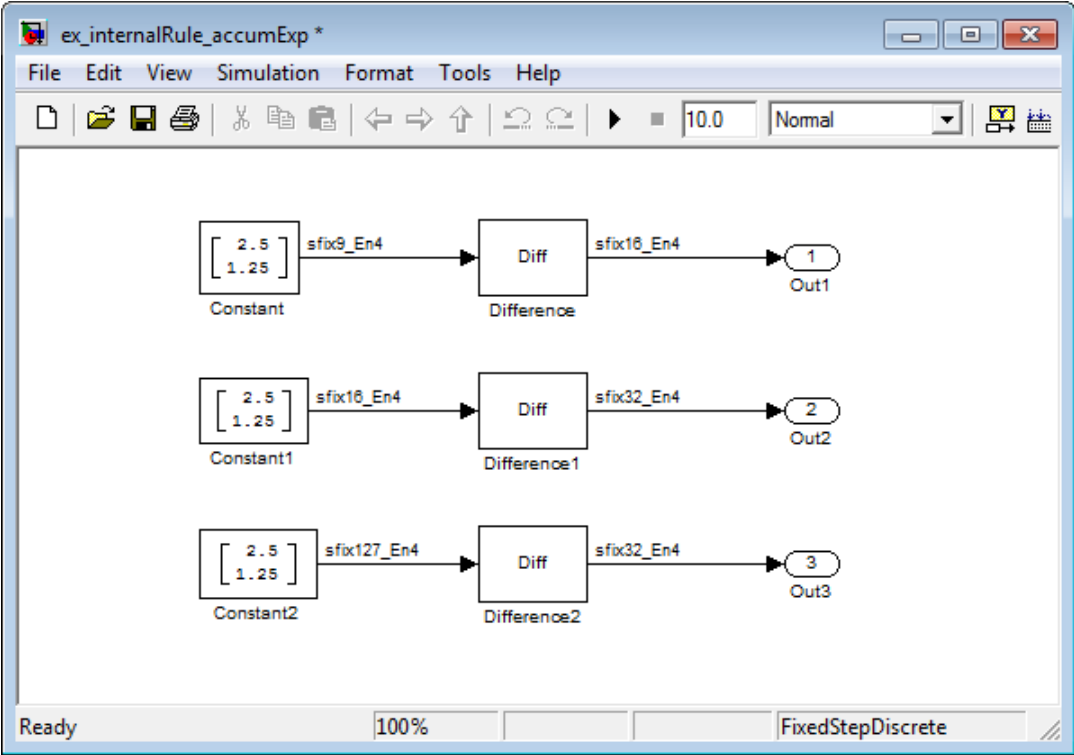 ex_internalRule_accumExp *
File Edit View Simulation Format Tools Help
10.0 Normal
2.5
1.25
sfix9_En4
Diff
sfix16_En4
1
Constant
Difference
Out1
2.5
1.25
sfix16_En4
Diff
sfix32_En4
2
Constant1
Difference1
Out2
2.5
1.25
sfix127_En4
Diff
sfix32_En4
3
Constant2
Difference2
Out3
Ready 100% FixedStepDiscrete